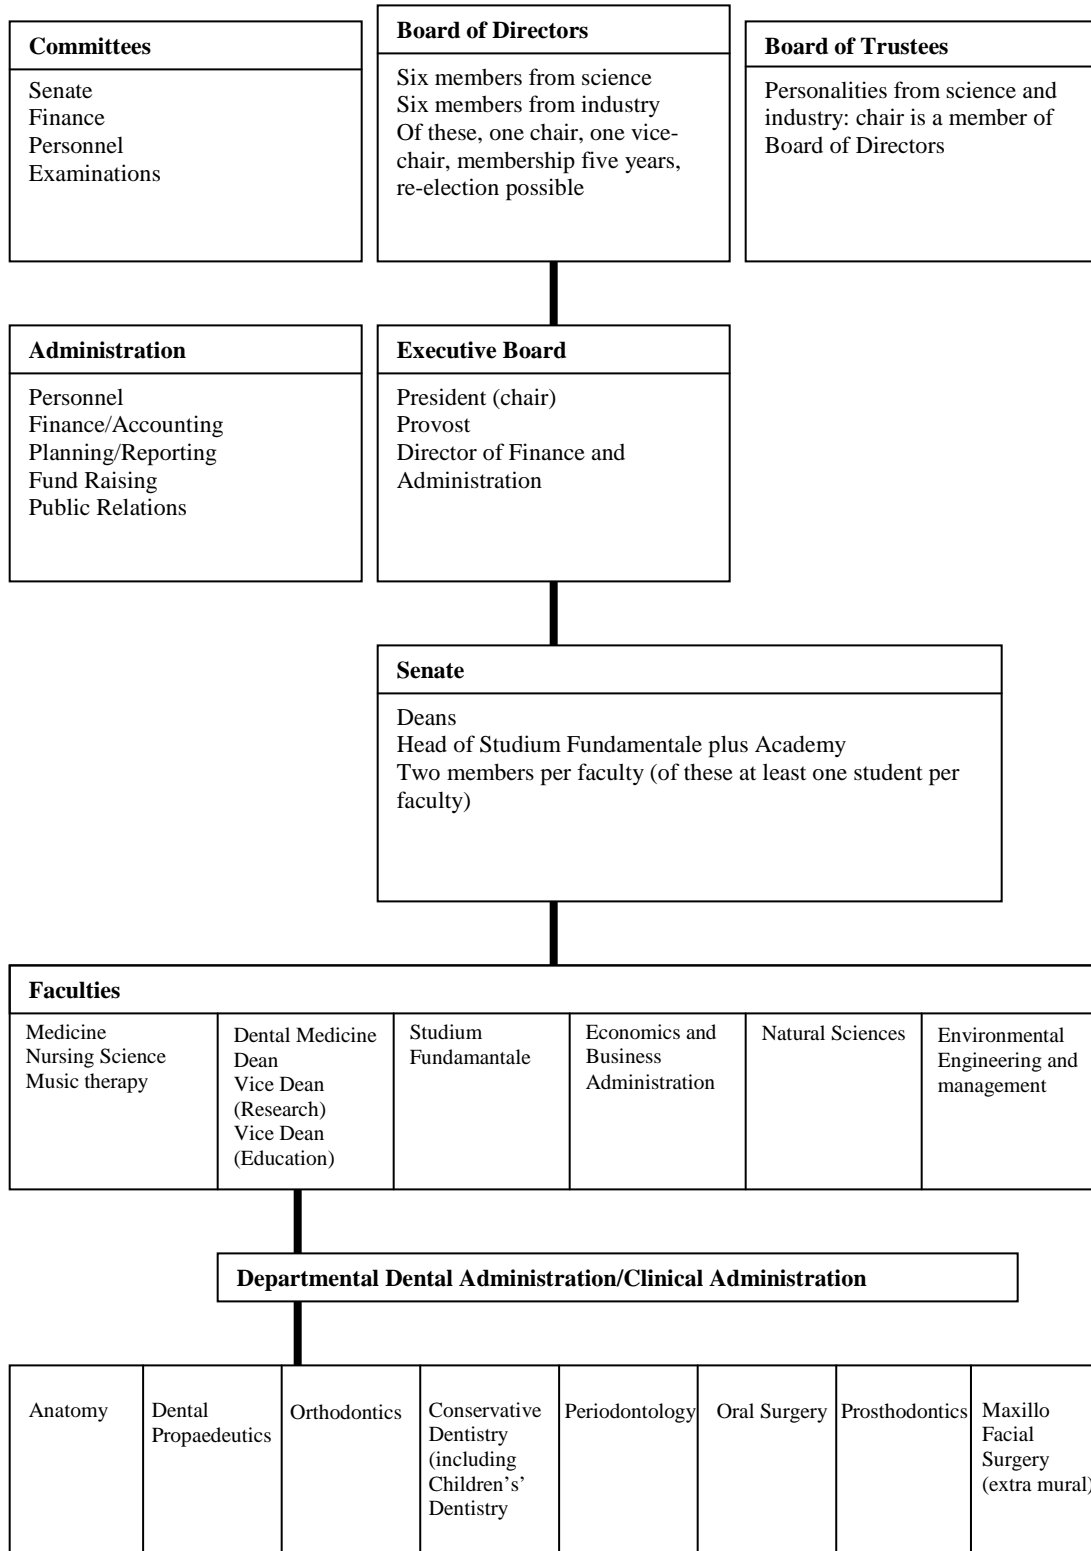 Committees
Senate
Finance
Personnel
Examinations
Board of Directors
Six members from science
Six members from industry
Of these, one chair, one vice-
chair, membership five years,
re-election possible
Board of Trustees
Personalities from science and
industry: chair is a member of
Board of Directors
Administration
Personnel
Finance/Accounting
Planning/Reporting
Fund Raising
Public Relations
Executive Board
President (chair)
Provost
Director of Finance and
Administration
Senate
Deans
Head of Studium Fundamentale plus Academy
Two members per faculty (of these at least one student per
faculty)
Faculties
Medicine
Nursing Science
Music therapy
Dental Medicine
Dean
Vice Dean
(Research)
Vice Dean
(Education)
Studium
Fundamantale
Economics and
Business
Administration
Natural Sciences
Environmental
Engineering and
management
Departmental Dental Administration/Clinical Administration
Anatomy
Dental
Propaedeutics
Orthodontics
Conservative
Dentistry
(including
Children’s’
Dentistry
Periodontology
Oral Surgery
Prosthodontics
Maxillo
Facial
Surgery
(extra mural)